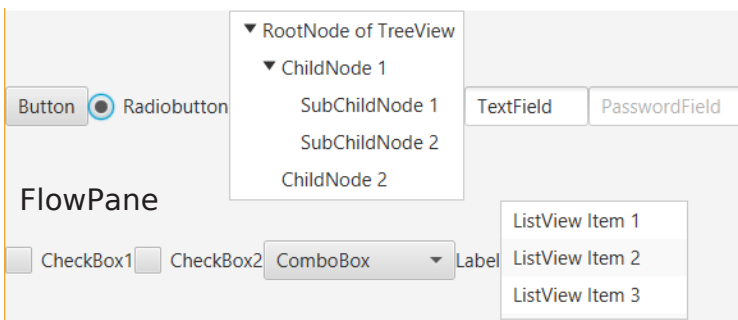 Button
Radiobutton
RootNode of TreeView
ChildNode 1
SubChildNode 1
SubChildNode 2
ChildNode 2
TextField
PasswordField
FlowPane
CheckBox1
CheckBox2
ComboBox
Label
ListView Item 1
ListView Item 2
ListView Item 3